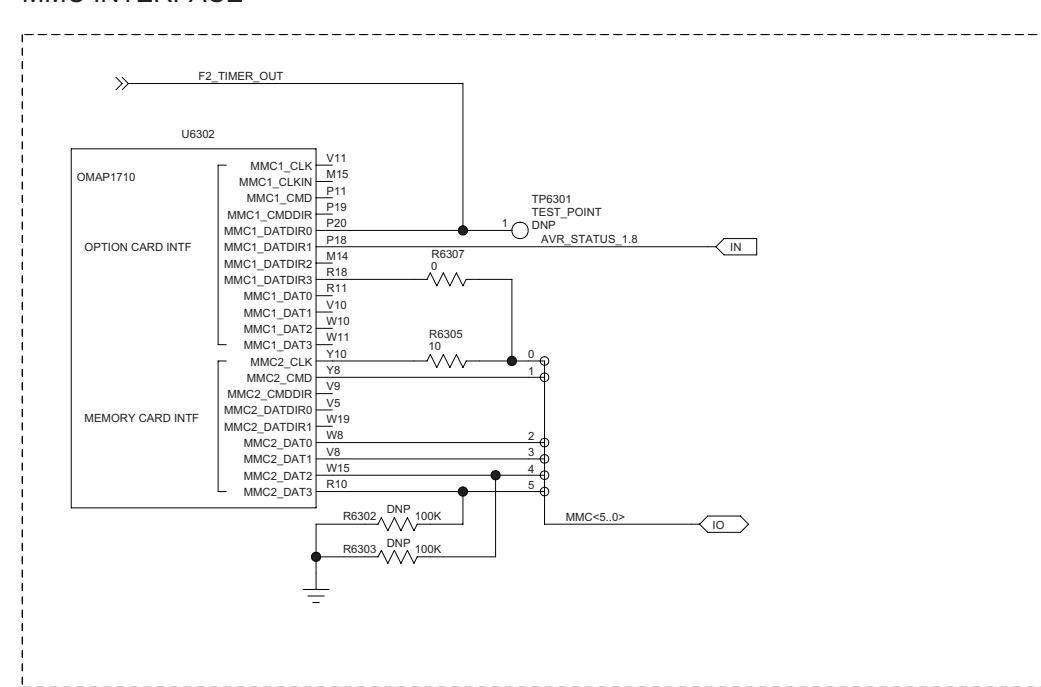 MMC INTERFACE
F2_TIMER_OUT
U6302
OMAP1710
OPTION CARD INTF
MEMORY CARD INTF
MMC1_CLK V11
MMC1_CLKIN M15
MMC1_CMD P11
MMC1_CMDDIR P19
MMC1_DATDIR0 P20
MMC1_DATDIR1 P18
MMC1_DATDIR2 M14
MMC1_DATDIR3 R18
MMC1_DAT0 R11
MMC1_DAT1 V10
MMC1_DAT2 W10
MMC1_DAT3 W11
MMC2_CLK Y10
MMC2_CMD Y8
MMC2_CMDDIR V9
MMC2_DATDIR0 V5
MMC2_DATDIR1 W19
MMC2_DAT0 W8
MMC2_DAT1 V8
MMC2_DAT2 W15
MMC2_DAT3 R10
TP6301
TEST_POINT
1 DNP
AVR_STATUS_1.8
IN
R6307
0
R6305
10
0
1
2
3
4
5
R6302 DNP 100K
R6303 DNP 100K
MMC<5..0>
IO